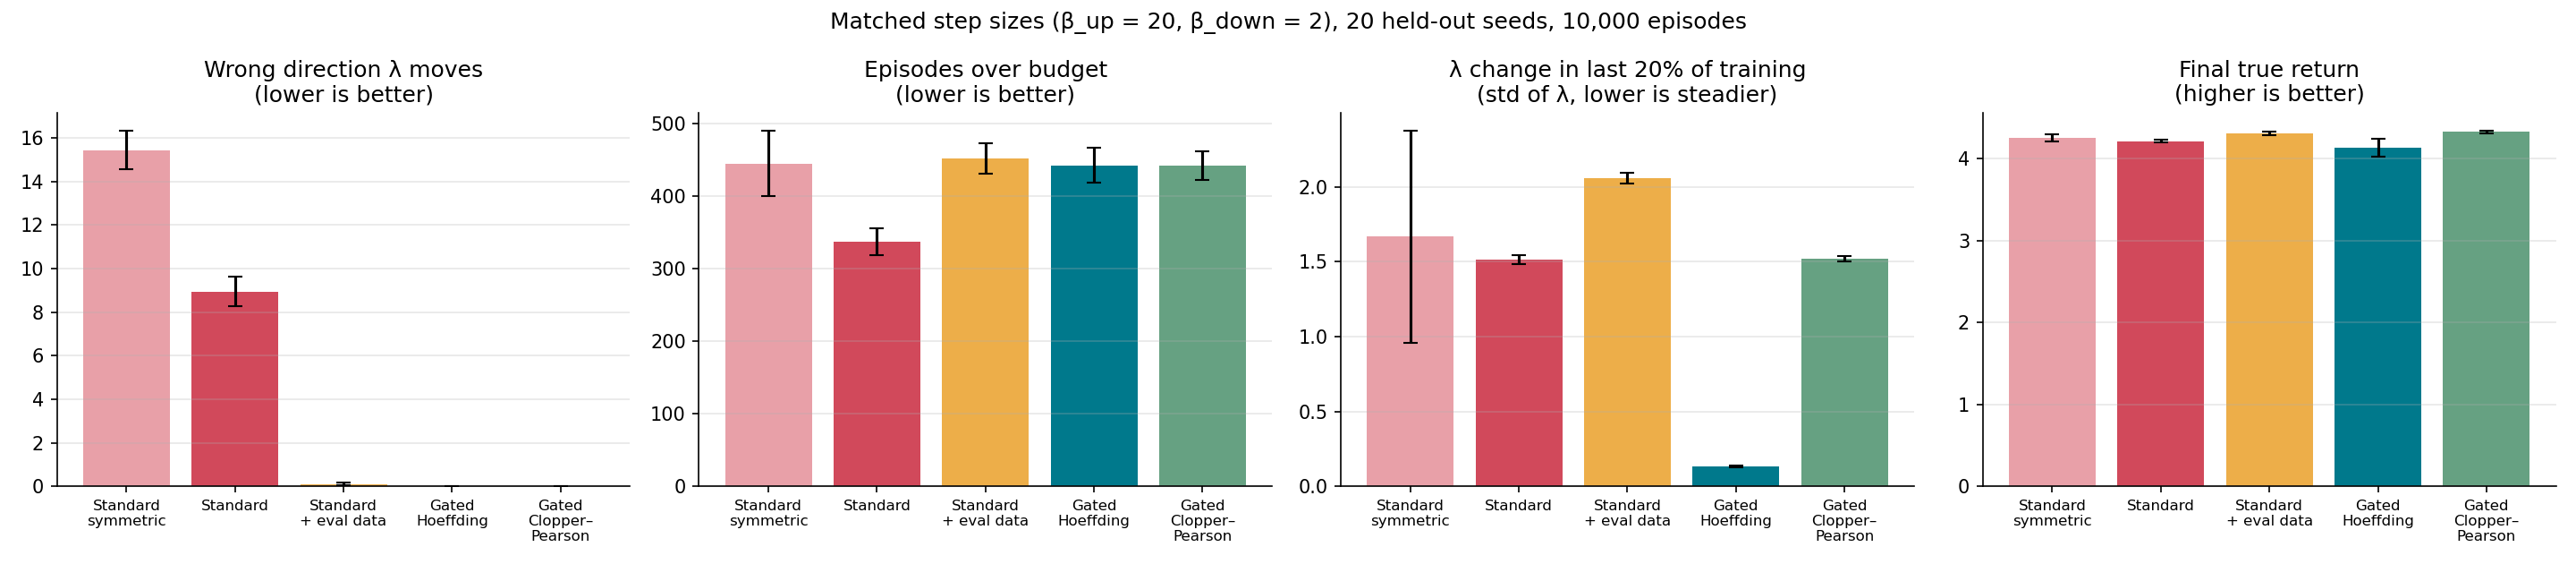 Matched step sizes (β_up = 20, β_down = 2), 20 held-out seeds, 10,000 episodes
Wrong direction λ moves
(lower is better)
16
14
12
10
8
6
4
2
0
Standard
symmetric
Standard
Standard
+ eval data
Gated
Hoeffding
Gated
Clopper–
Pearson
Episodes over budget
(lower is better)
500
400
300
200
100
0
Standard
symmetric
Standard
Standard
+ eval data
Gated
Hoeffding
Gated
Clopper–
Pearson
λ change in last 20% of training
(std of λ, lower is steadier)
2.0
1.5
1.0
0.5
0.0
Standard
symmetric
Standard
Standard
+ eval data
Gated
Hoeffding
Gated
Clopper–
Pearson
Final true return
(higher is better)
4
3
2
1
0
Standard
symmetric
Standard
Standard
+ eval data
Gated
Hoeffding
Gated
Clopper–
Pearson